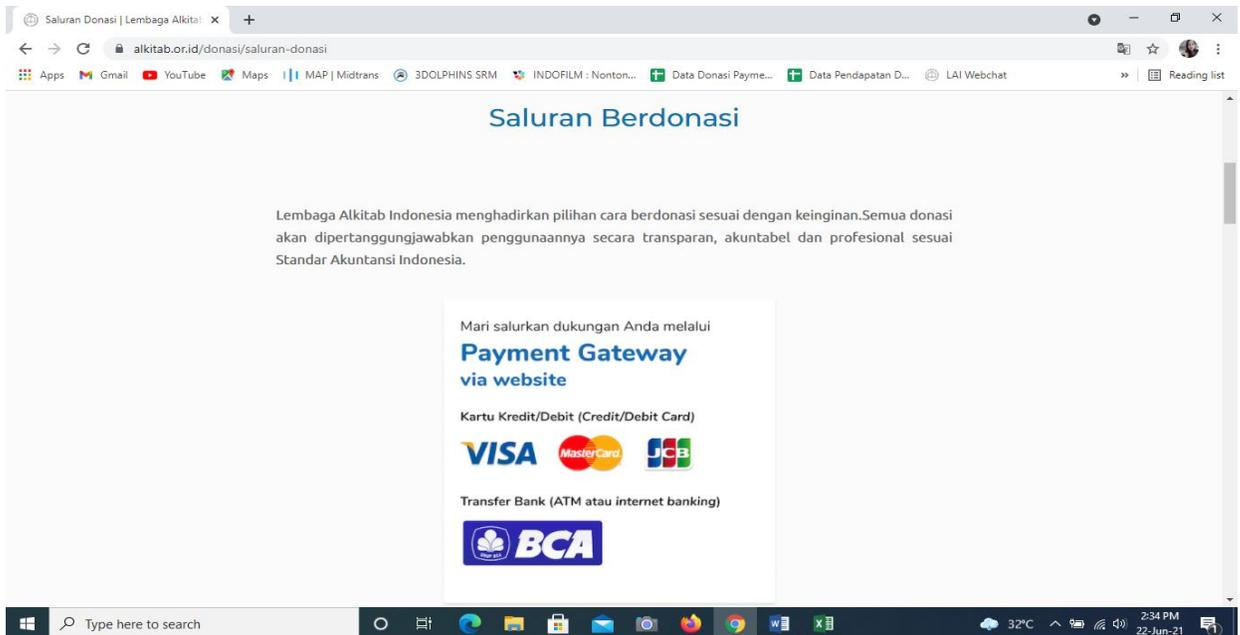 Saluran Donasi | Lembaga Alkita
alkitab.or.id/donasi/saluran-donasi
Apps Gmail YouTube Maps MAP | Midtrans 3DOLPHINS SRM INDOFILM : Nonton... Data Donasi Payme... Data Pendapatan D... LAI Webchat » Reading list
Saluran Berdonasi
Lembaga Alkitab Indonesia menghadirkan pilihan cara berdonasi sesuai dengan keinginan.Semua donasi
akan dipertanggungjawabkan penggunaannya secara transparan, akuntabel dan profesional sesuai
Standar Akuntansi Indonesia.
Mari salurkan dukungan Anda melalui
Payment Gateway
via website
Kartu Kredit/Debit (Credit/Debit Card)
VISA MasterCard JCB
Transfer Bank (ATM atau internet banking)
BCA
Type here to search
32°C
2:34 PM
22-Jun-21